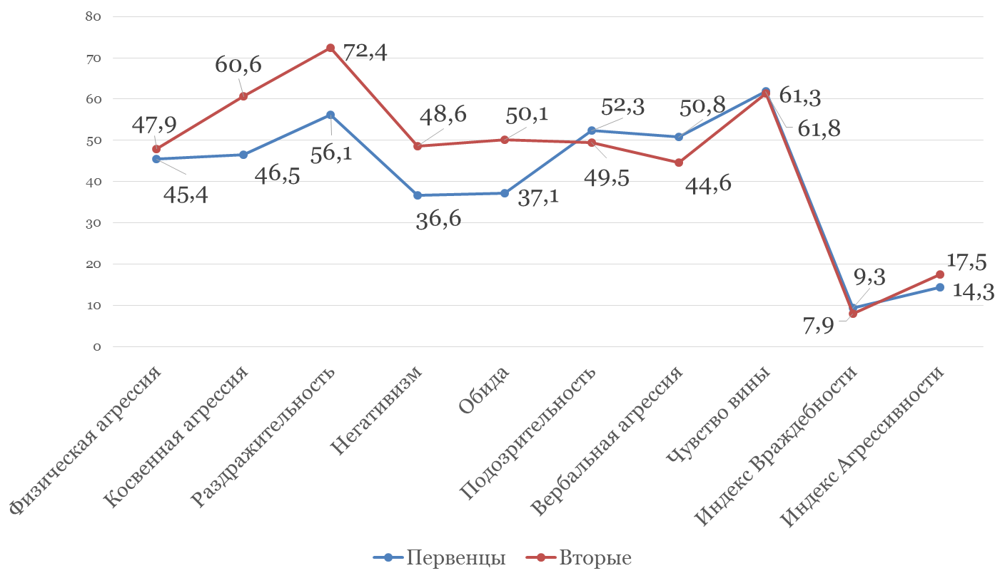 80
70
60
50
40
30
20
10
0
47,9
60,6
72,4
48,6
50,1
52,3
50,8
61,3
61,8
45,4
46,5
56,1
36,6
37,1
49,5
44,6
9,3
7,9
17,5
14,3
Физическая агрессия
Косвенная агрессия
Раздражительность
Негативизм
Обида
Подозрительность
Вербальная агрессия
Чувство вины
Индекс Враждебности
Индекс Агрессивности
Первенцы
Вторые